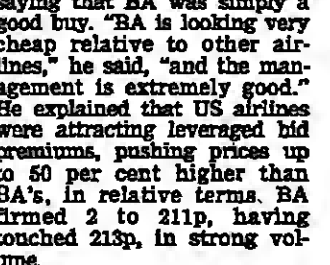 saying that BA was simply a
good buy. "BA is looking very
cheap relative to other air-
lines," he said, "and the man-
agement is extremely good."
He explained that US airlines
were attracting leveraged bid
premiums, pushing prices up
to 50 per cent higher than
BA's, in relative terms. BA
firmed 2 to 211p, having
touched 213p, in strong vol-
ume.